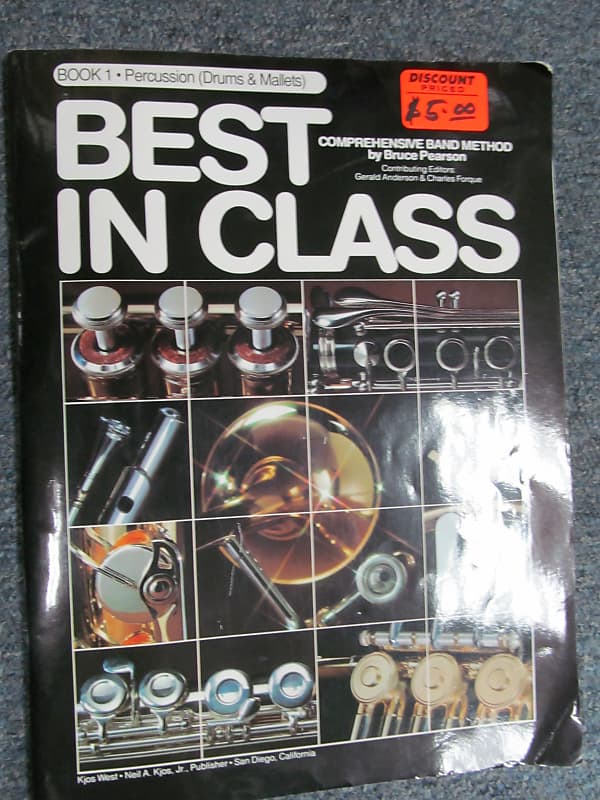 BOOK 1 • Percussion (Drums & Mallets)
DISCOUNT
PRICED
$5.00
BEST
IN CLASS
COMPREHENSIVE BAND METHOD
by Bruce Pearson
Contributing Editors:
Gerald Anderson & Charles Forque
Kjos West • Neil A. Kjos, Jr., Publisher • San Diego, California